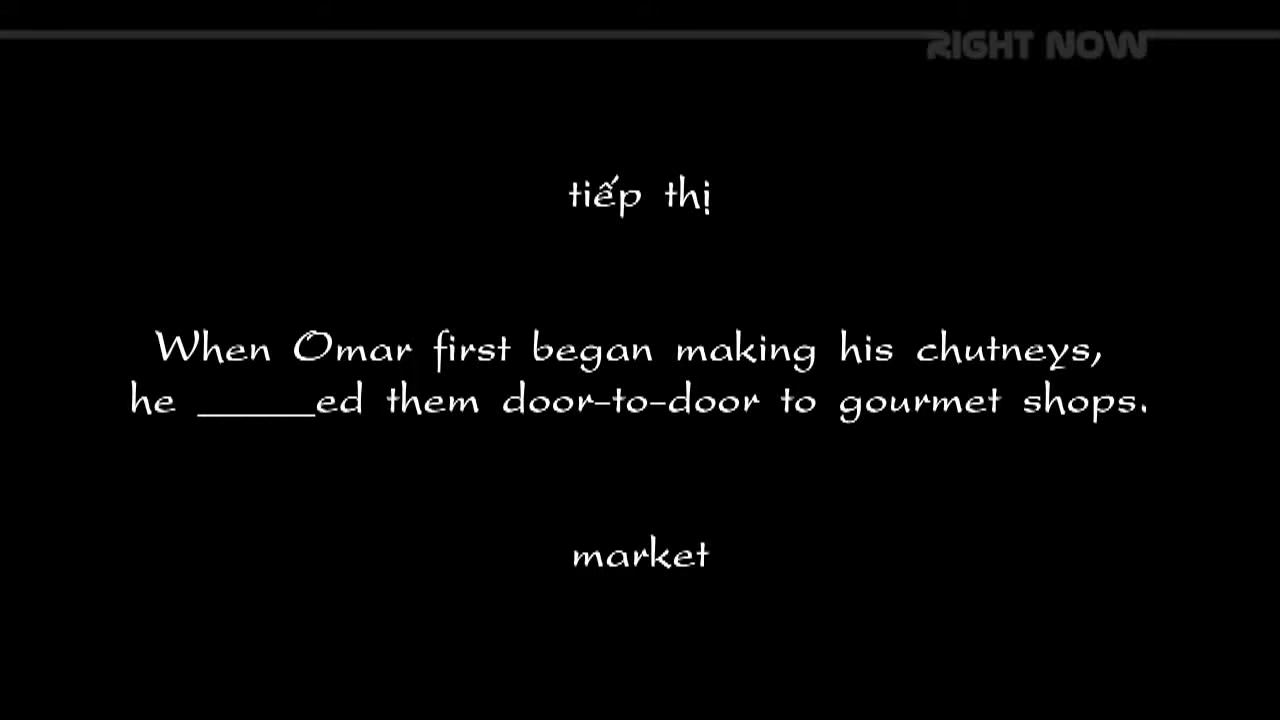 RIGHT NOW
tiếp thị
When Omar first began making his chutneys,
he ______ed them door-to-door to gourmet shops.
market